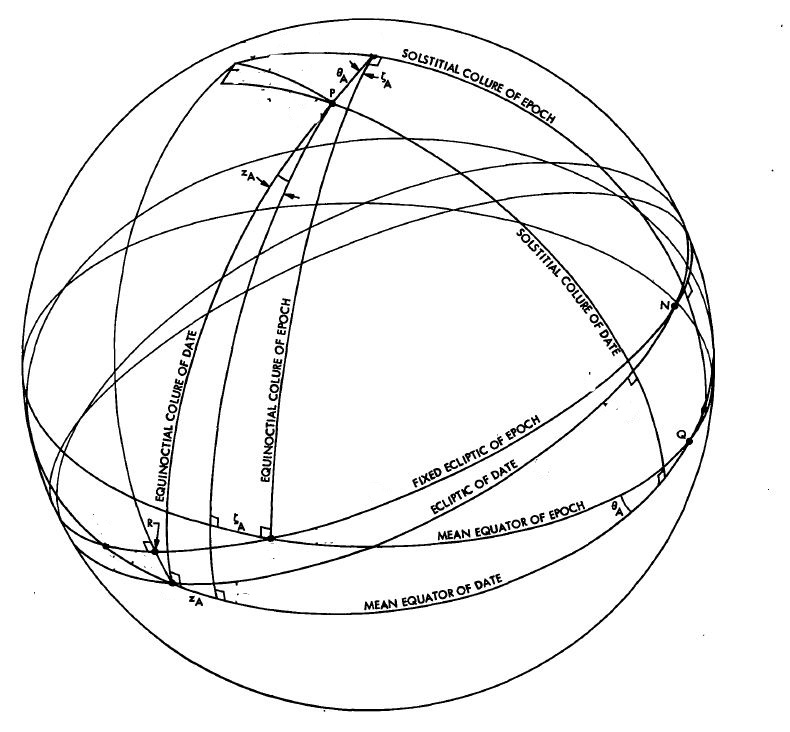 SOLSTITIAL COLURE OF EPOCH
θA
ζA
P
zA
SOLSTITIAL COLURE OF DATE
N
EQUINOCTIAL COLURE OF DATE
EQUINOCTIAL COLURE OF EPOCH
FIXED ECLIPTIC OF EPOCH
Q
ECLIPTIC OF DATE
R
ζA
MEAN EQUATOR OF EPOCH
θA
zA
MEAN EQUATOR OF DATE